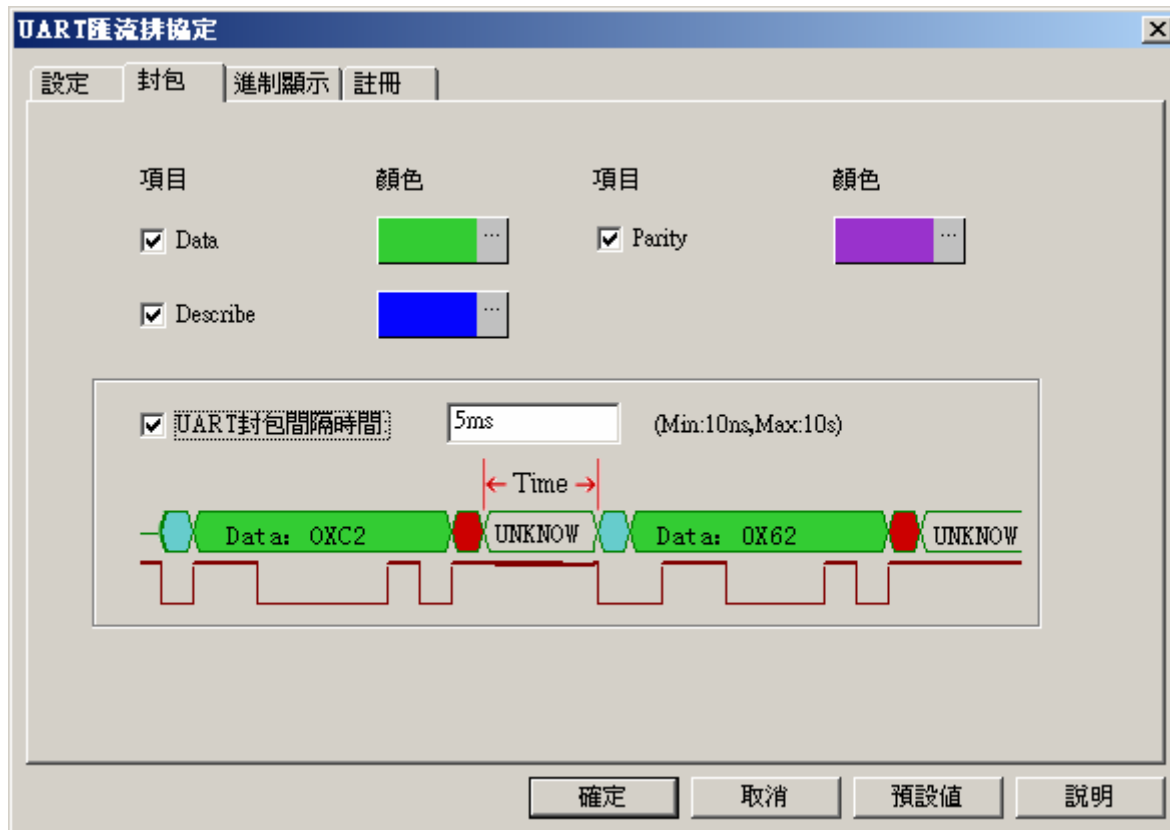 UART匯流排協定
設定 封包 進制顯示 註冊
項目 顏色 項目 顏色
Data ... Parity ...
Describe ...
UART封包間隔時間: 5ms (Min:10ns,Max:10s)
Time
Data: 0XC2 UNKNOW Data: 0X62 UNKNOW
確定 取消 預設值 說明